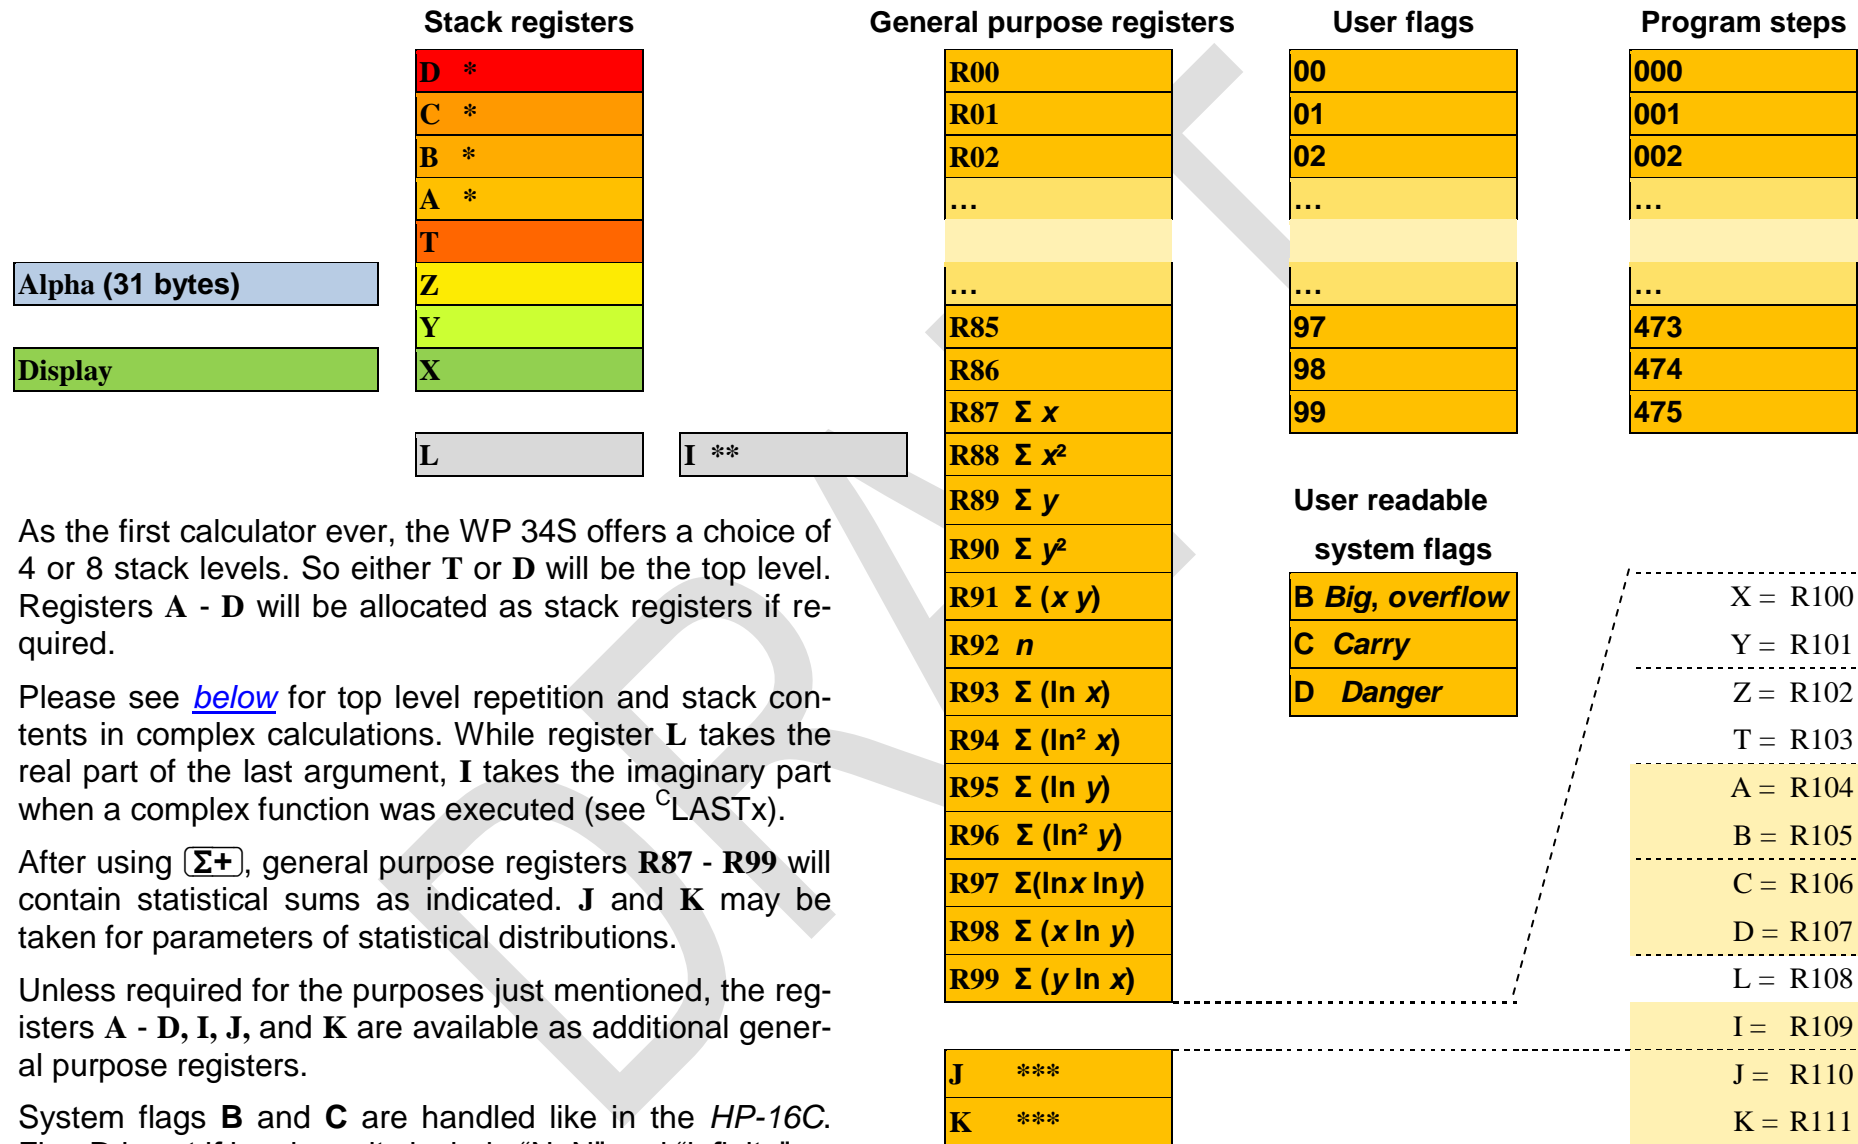 Stack registers
D *
C *
B *
A *
T
Z
Y
X
Alpha (31 bytes)
Display
L
I **
As the first calculator ever, the WP 34S offers a choice of
4 or 8 stack levels. So either T or D will be the top level.
Registers A - D will be allocated as stack registers if re-
quired.
Please see below for top level repetition and stack con-
tents in complex calculations. While register L takes the
real part of the last argument, I takes the imaginary part
when a complex function was executed (see ᶜLASTx).
After using Σ+, general purpose registers R87 - R99 will
contain statistical sums as indicated. J and K may be
taken for parameters of statistical distributions.
Unless required for the purposes just mentioned, the reg-
isters A - D, I, J, and K are available as additional gener-
al purpose registers.
System flags B and C are handled like in the HP-16C.
General purpose registers
R00
R01
R02
…
…
R85
R86
R87 Σ x
R88 Σ x²
R89 Σ y
R90 Σ y²
R91 Σ (x y)
R92 n
R93 Σ (ln x)
R94 Σ (ln² x)
R95 Σ (ln y)
R96 Σ (ln² y)
R97 Σ(lnx lny)
R98 Σ (x ln y)
R99 Σ (y ln x)
J ***
K ***
User flags
00
01
02
…
…
97
98
99
User readable
system flags
B Big, overflow
C Carry
D Danger
Program steps
000
001
002
…
…
473
474
475
X = R100
Y = R101
Z = R102
T = R103
A = R104
B = R105
C = R106
D = R107
L = R108
I = R109
J = R110
K = R111
DRAFT